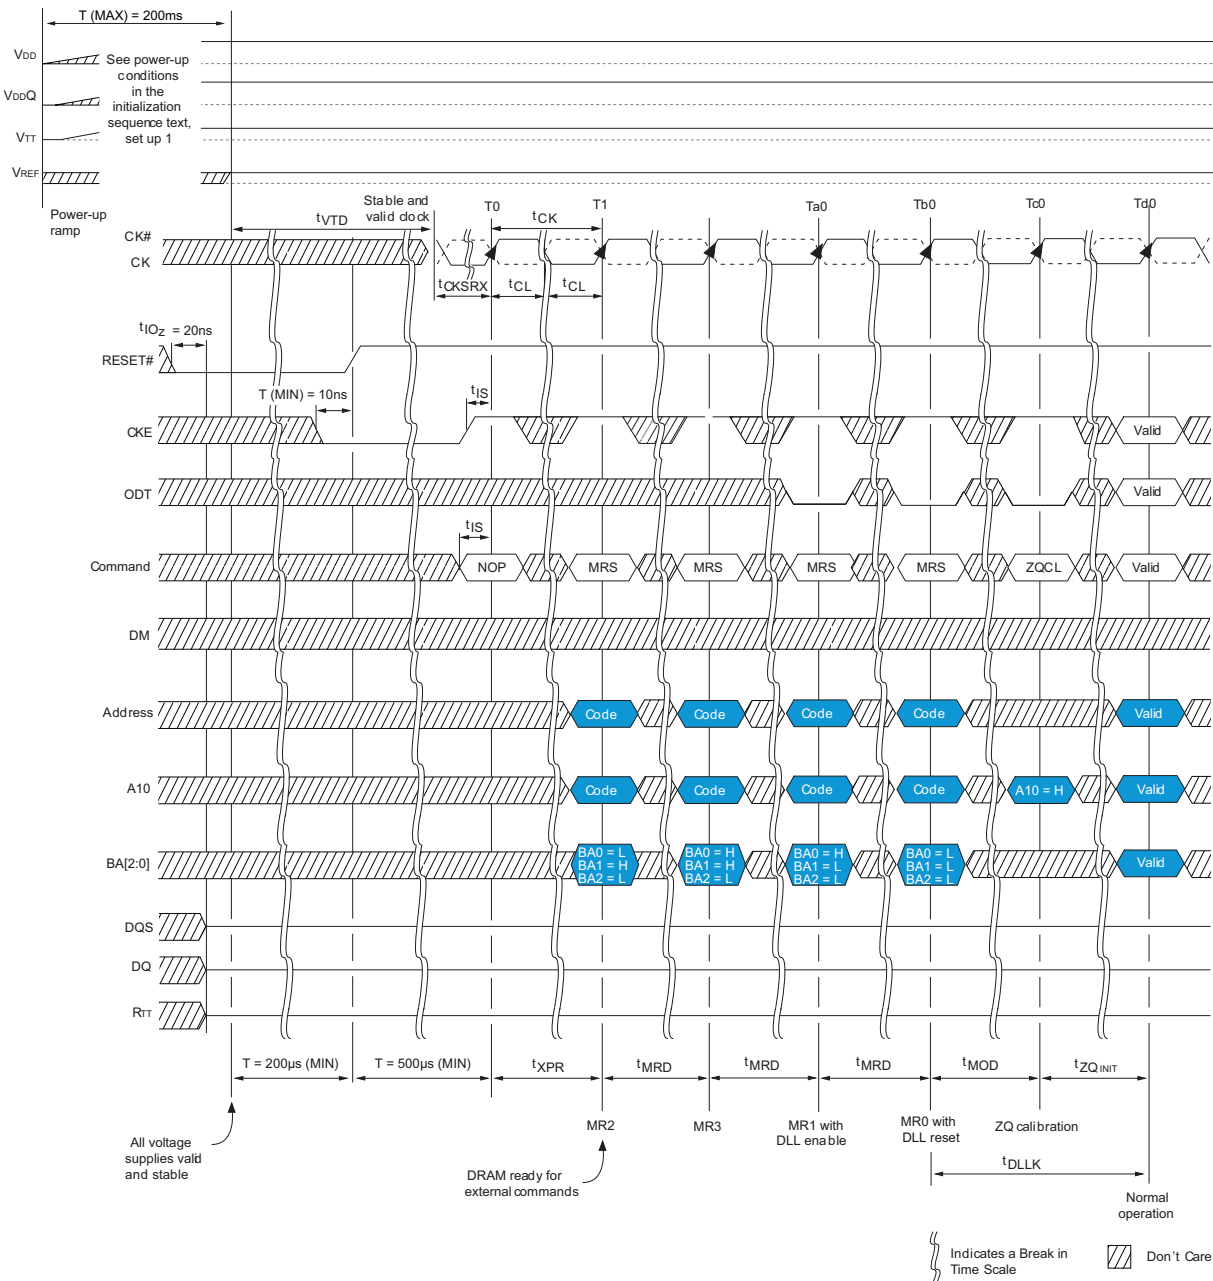 T (MAX) = 200ms
VDD
See power-up
conditions
in the
initialization
sequence text,
set up 1
VDDQ
VTT
VREF
Power-up
ramp
tVTD
Stable and
valid clock
T0
tCK
T1
Ta0
Tb0
Tc0
Td0
CK#
CK
tCKSRX
tCL
tCL
tIOz = 20ns
RESET#
T (MIN) = 10ns
tIS
CKE
Valid
ODT
Valid
tIS
Command
NOP
MRS
MRS
MRS
MRS
ZQCL
Valid
DM
Address
Code
Code
Code
Code
Valid
A10
Code
Code
Code
Code
A10 = H
Valid
BA[2:0]
BA0 = L
BA1 = H
BA2 = L
BA0 = H
BA1 = H
BA2 = L
BA0 = H
BA1 = L
BA2 = L
BA0 = L
BA1 = L
BA2 = L
Valid
DQS
DQ
RTT
T = 200µs (MIN)
T = 500µs (MIN)
tXPR
tMRD
tMRD
tMRD
tMOD
tZQINIT
All voltage
supplies valid
and stable
MR2
MR3
MR1 with
DLL enable
MR0 with
DLL reset
ZQ calibration
DRAM ready for
external commands
tDLLK
Normal
operation
Indicates a Break in
Time Scale
Don't Care